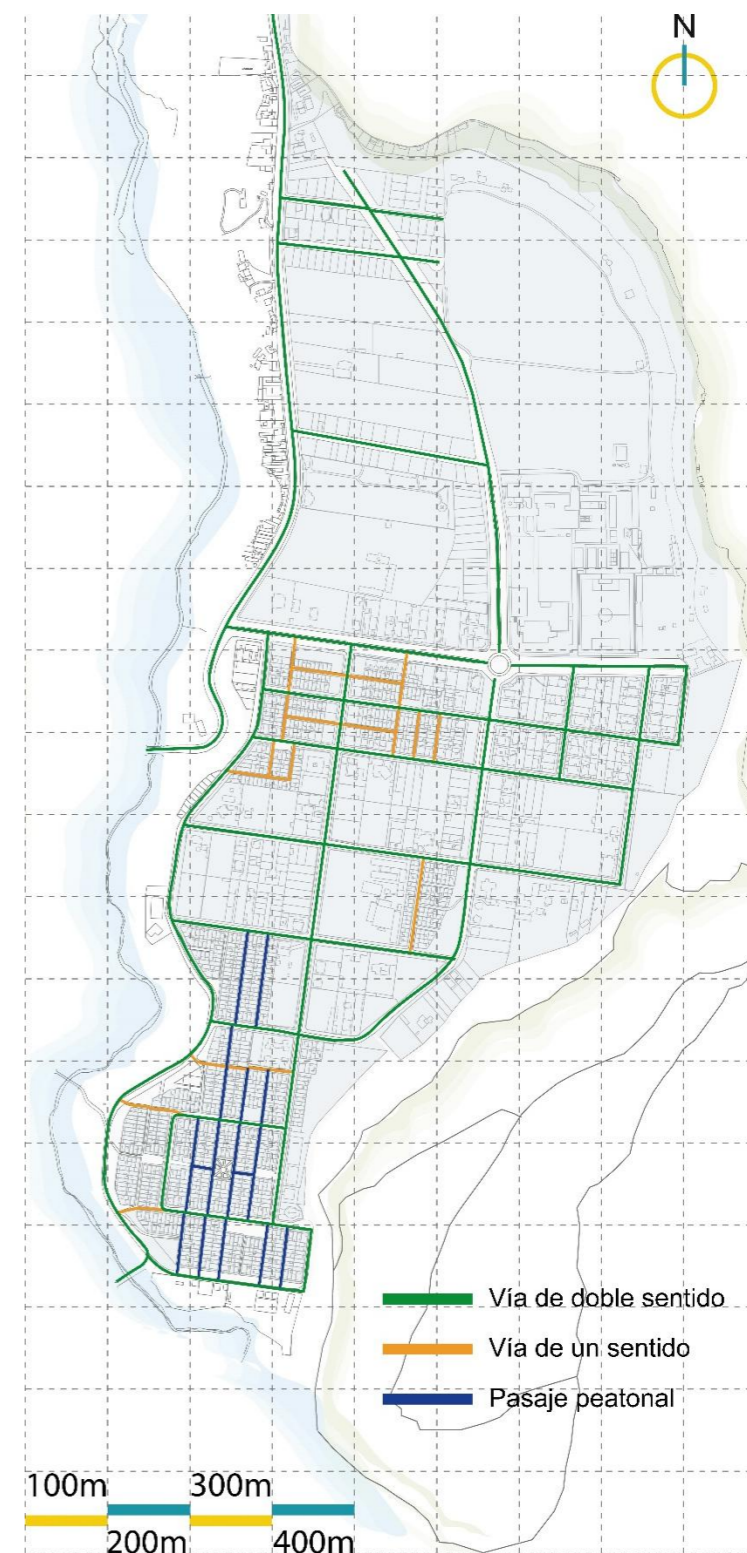 N
Vía de doble sentido
Vía de un sentido
Pasaje peatonal
100m 300m
200m 400m